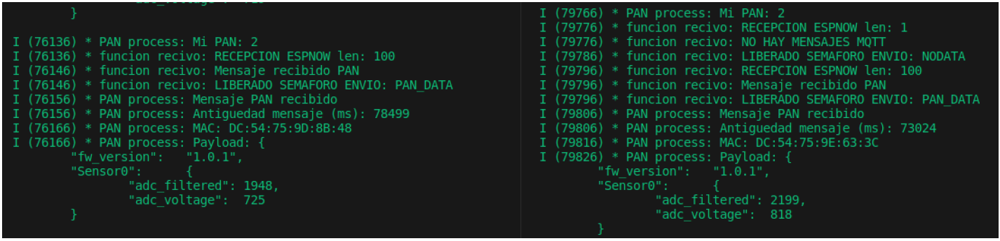 }
I (76136) * PAN process: Mi PAN: 2
I (76136) * funcion recivo: RECEPCION ESPNOW len: 100
I (76146) * funcion recivo: Mensaje recibido PAN
I (76146) * funcion recivo: LIBERADO SEMAFORO ENVIO: PAN_DATA
I (76156) * PAN process: Mensaje PAN recibido
I (76156) * PAN process: Antiguedad mensaje (ms): 78499
I (76166) * PAN process: MAC: DC:54:75:9D:8B:48
I (76166) * PAN process: Payload: {
"fw_version": "1.0.1",
"Sensor0": {
"adc_filtered": 1948,
"adc_voltage": 725
}
I (79766) * PAN process: Mi PAN: 2
I (79776) * funcion recivo: RECEPCION ESPNOW len: 1
I (79776) * funcion recivo: NO HAY MENSAJES MQTT
I (79786) * funcion recivo: LIBERADO SEMAFORO ENVIO: NODATA
I (79796) * funcion recivo: RECEPCION ESPNOW len: 100
I (79796) * funcion recivo: Mensaje recibido PAN
I (79796) * funcion recivo: LIBERADO SEMAFORO ENVIO: PAN_DATA
I (79806) * PAN process: Mensaje PAN recibido
I (79806) * PAN process: Antiguedad mensaje (ms): 73024
I (79816) * PAN process: MAC: DC:54:75:9E:63:3C
I (79826) * PAN process: Payload: {
"fw_version": "1.0.1",
"Sensor0": {
"adc_filtered": 2199,
"adc_voltage": 818
}